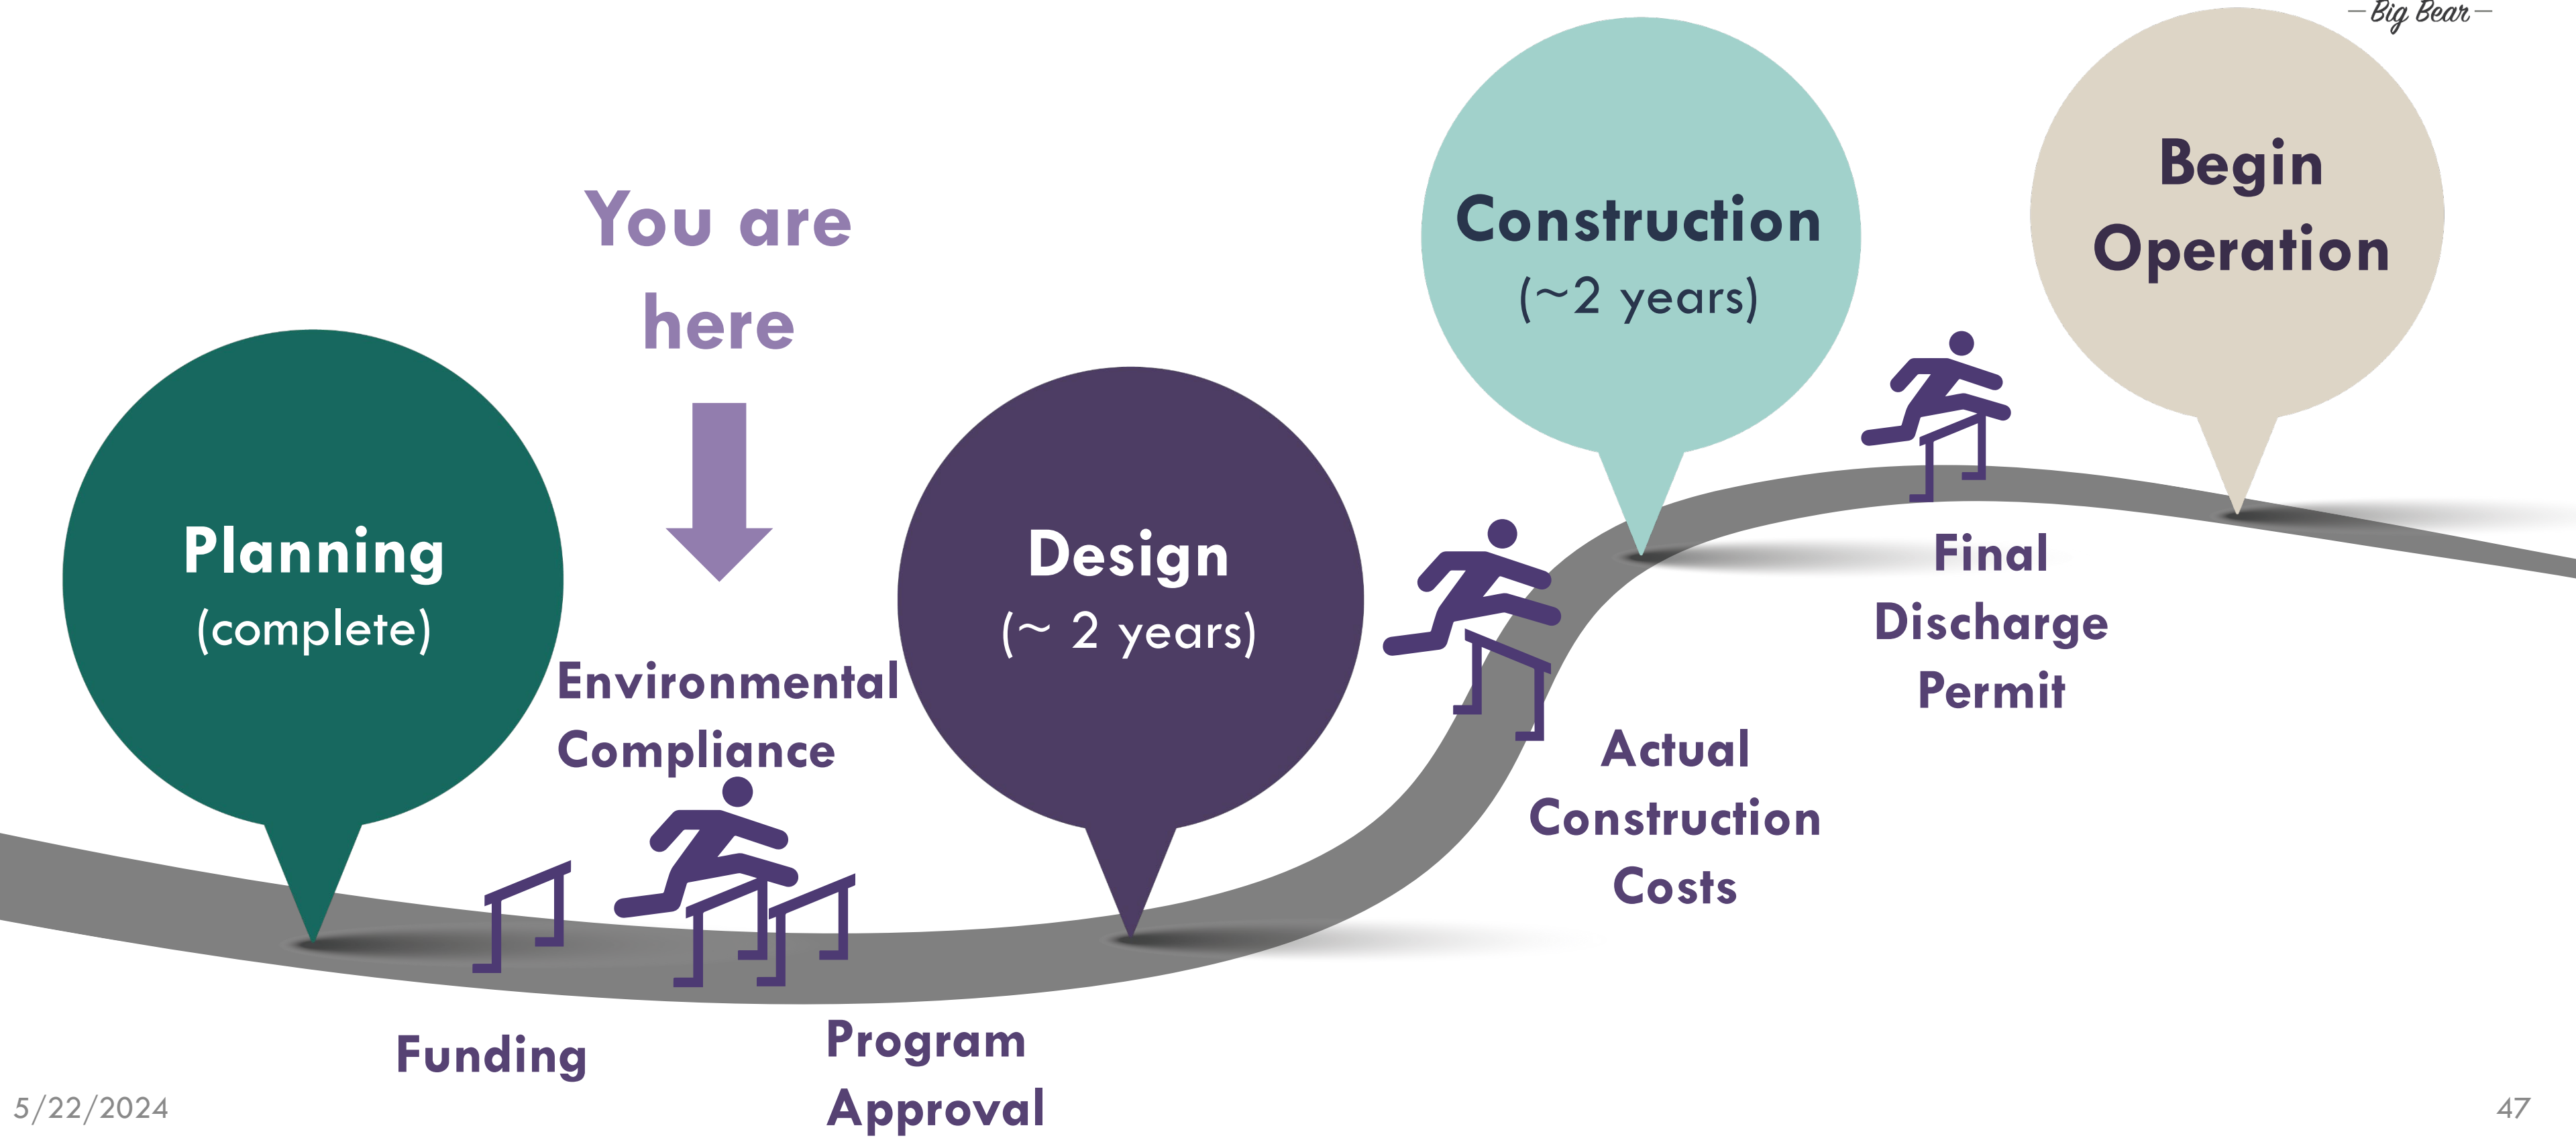 – Big Bear –
You are
here
Planning
(complete)
Environmental
Compliance
Funding
Program
Approval
Design
(~ 2 years)
Actual
Construction
Costs
Construction
(~2 years)
Final
Discharge
Permit
Begin
Operation
5/22/2024
47